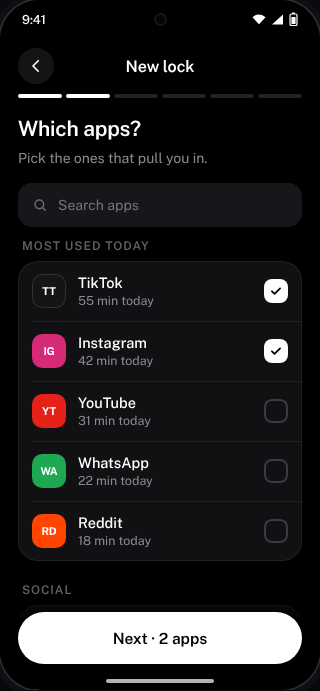 9:41
New lock
Which apps?
Pick the ones that pull you in.
Search apps
MOST USED TODAY
TT
TikTok
55 min today
IG
Instagram
42 min today
YT
YouTube
31 min today
WA
WhatsApp
22 min today
RD
Reddit
18 min today
SOCIAL
Next · 2 apps